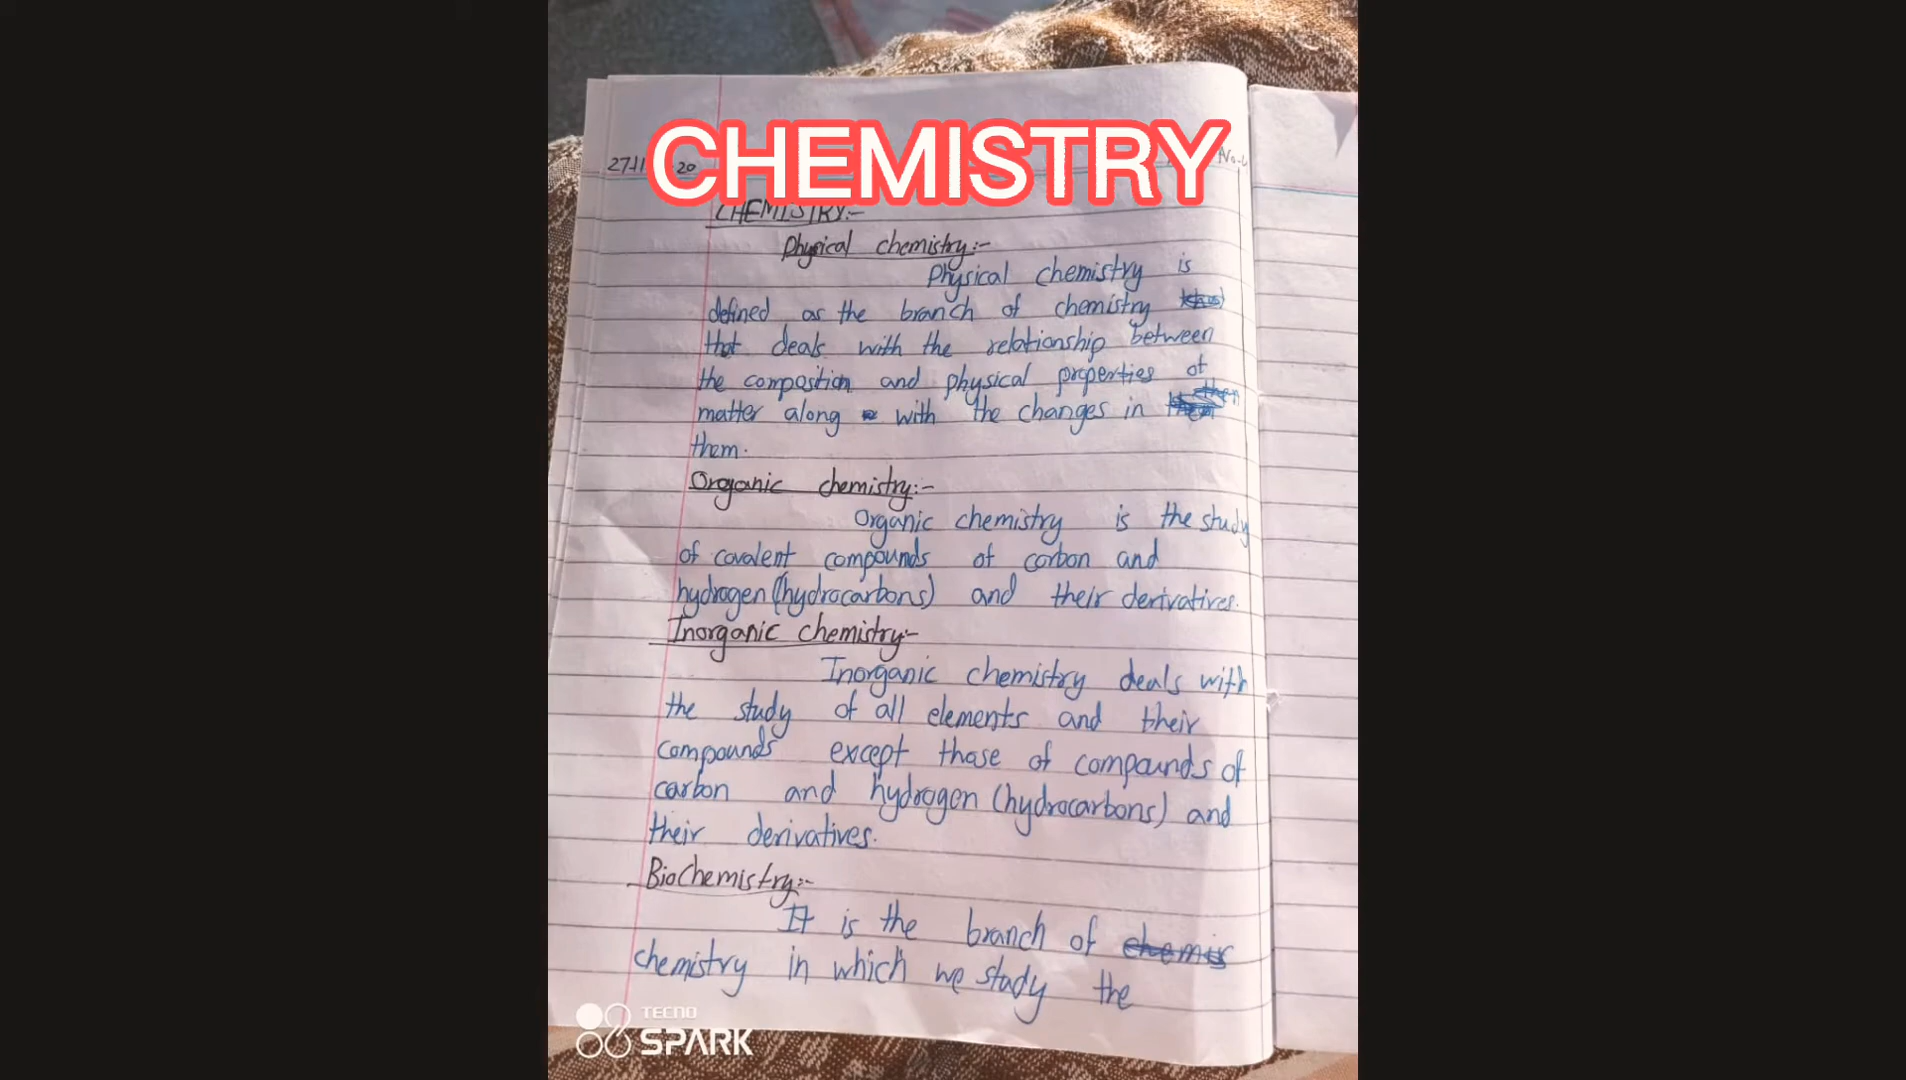 CHEMISTRY
27-11 20 No-
CHEMISTRY:-
Physical chemistry:-
Physical chemistry is
defined as the branch of chemistry
that deals with the relationship between
the compostion and physical properties of
matter along with the changes in
them.
Organic chemistry:-
Organic chemistry is the study
of covalent compounds of carbon and
hydrogen (hydrocarbons) and their derivatives.
Inorganic chemistry:-
Inorganic chemistry deals with
the study of all elements and their
compounds except those of compounds of
carbon and hydrogen (hydrocarbons) and
their derivatives.
BioChemistry:-
It is the branch of chemis
chemistry in which we study the
TECNO
SPARK